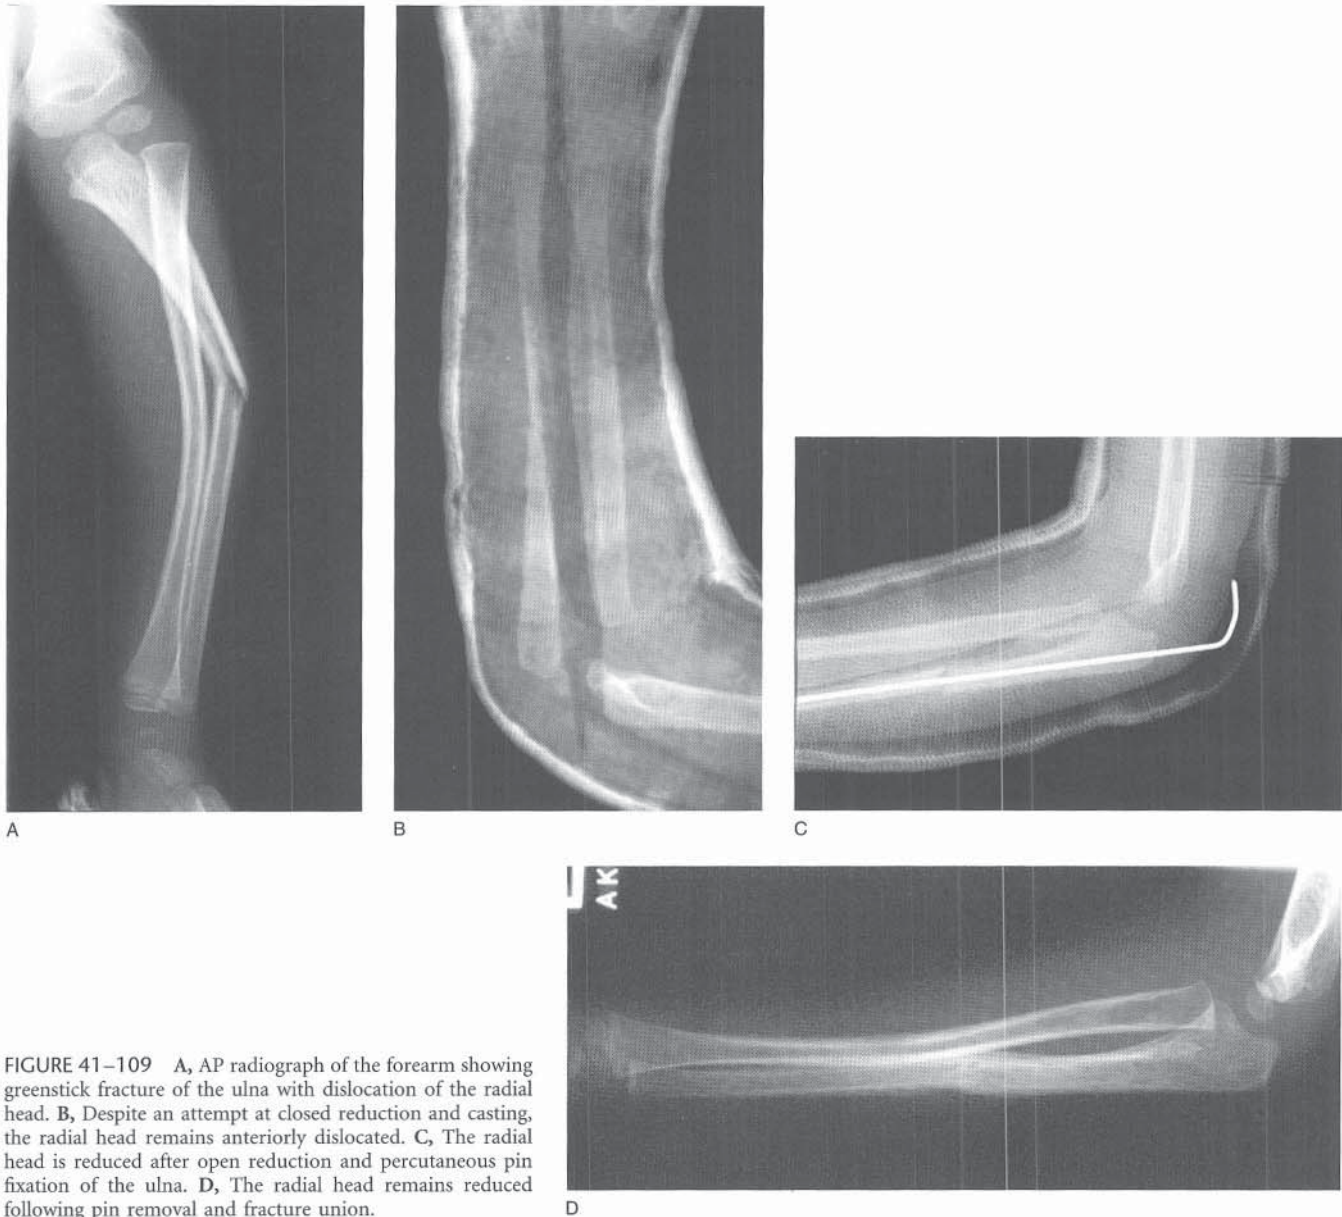 A
B
C
AK
FIGURE 41–109 A, AP radiograph of the forearm showing
greenstick fracture of the ulna with dislocation of the radial
head. B, Despite an attempt at closed reduction and casting,
the radial head remains anteriorly dislocated. C, The radial
head is reduced after open reduction and percutaneous pin
fixation of the ulna. D, The radial head remains reduced
following pin removal and fracture union.
D